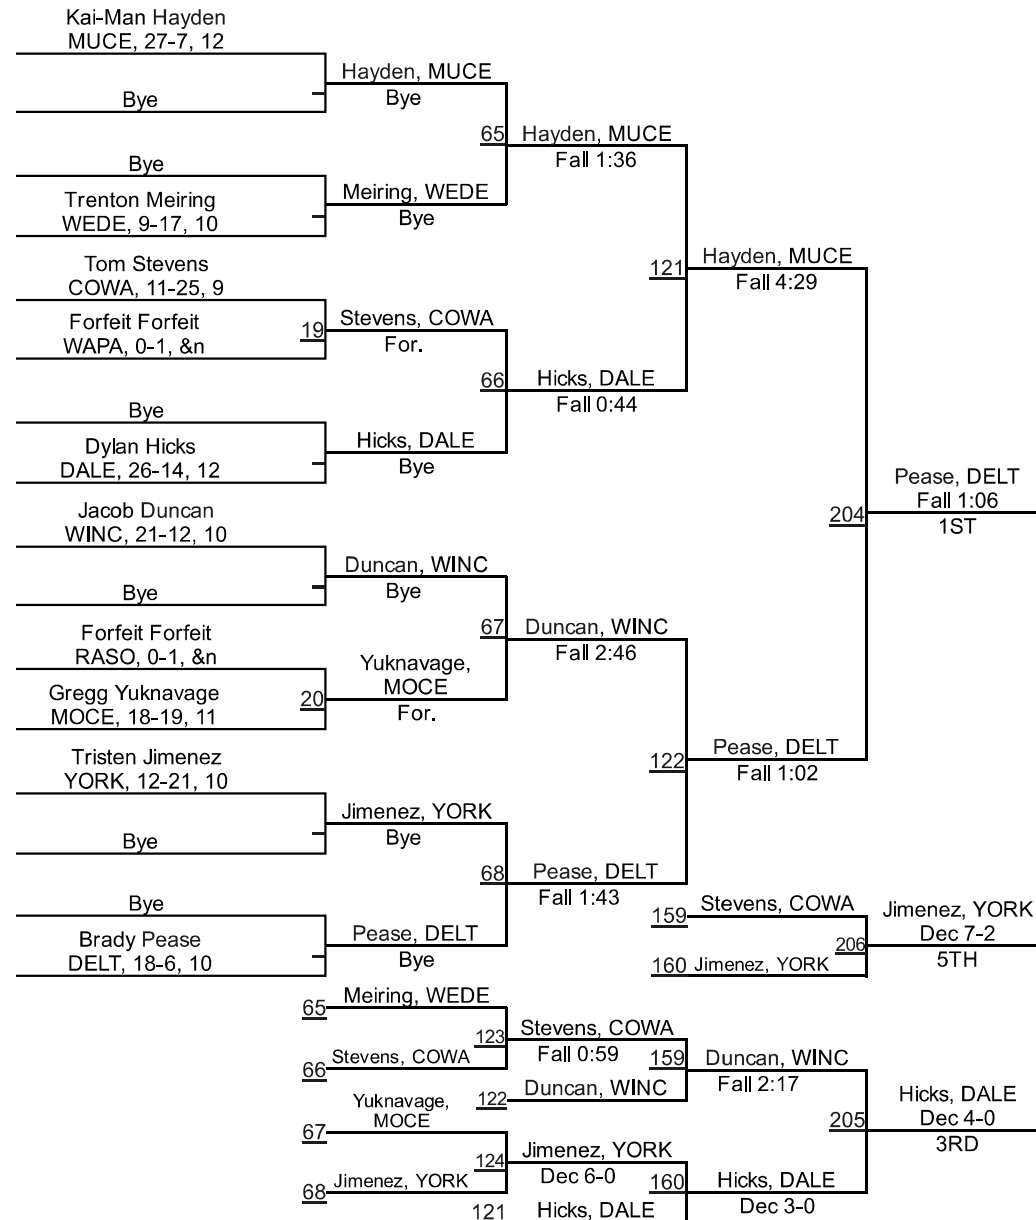 Kai-Man Hayden
MUCE, 27-7, 12
Bye
Hayden, MUCE
Bye
Bye
Trenton Meiring
WEDE, 9-17, 10
Meiring, WEDE
Bye
65
Hayden, MUCE
Fall 1:36
Tom Stevens
COWA, 11-25, 9
Forfeit Forfeit
WAPA, 0-1, &n
19
Stevens, COWA
For.
Bye
Dylan Hicks
DALE, 26-14, 12
Hicks, DALE
Bye
66
Hicks, DALE
Fall 0:44
121
Hayden, MUCE
Fall 4:29
Jacob Duncan
WINC, 21-12, 10
Bye
Duncan, WINC
Bye
Forfeit Forfeit
RASO, 0-1, &n
Gregg Yuknavage
MOCE, 18-19, 11
20
Yuknavage,
MOCE
For.
67
Duncan, WINC
Fall 2:46
Tristen Jimenez
YORK, 12-21, 10
Bye
Jimenez, YORK
Bye
Bye
Brady Pease
DELT, 18-6, 10
Pease, DELT
Bye
68
Pease, DELT
Fall 1:43
122
Pease, DELT
Fall 1:02
204
Pease, DELT
Fall 1:06
1ST
159
Stevens, COWA
160
Jimenez, YORK
206
Jimenez, YORK
Dec 7-2
5TH
65
Meiring, WEDE
66
Stevens, COWA
123
Stevens, COWA
Fall 0:59
122
Duncan, WINC
159
Duncan, WINC
Fall 2:17
67
Yuknavage,
MOCE
68
Jimenez, YORK
124
Jimenez, YORK
Dec 6-0
121
Hicks, DALE
160
Hicks, DALE
Dec 3-0
205
Hicks, DALE
Dec 4-0
3RD